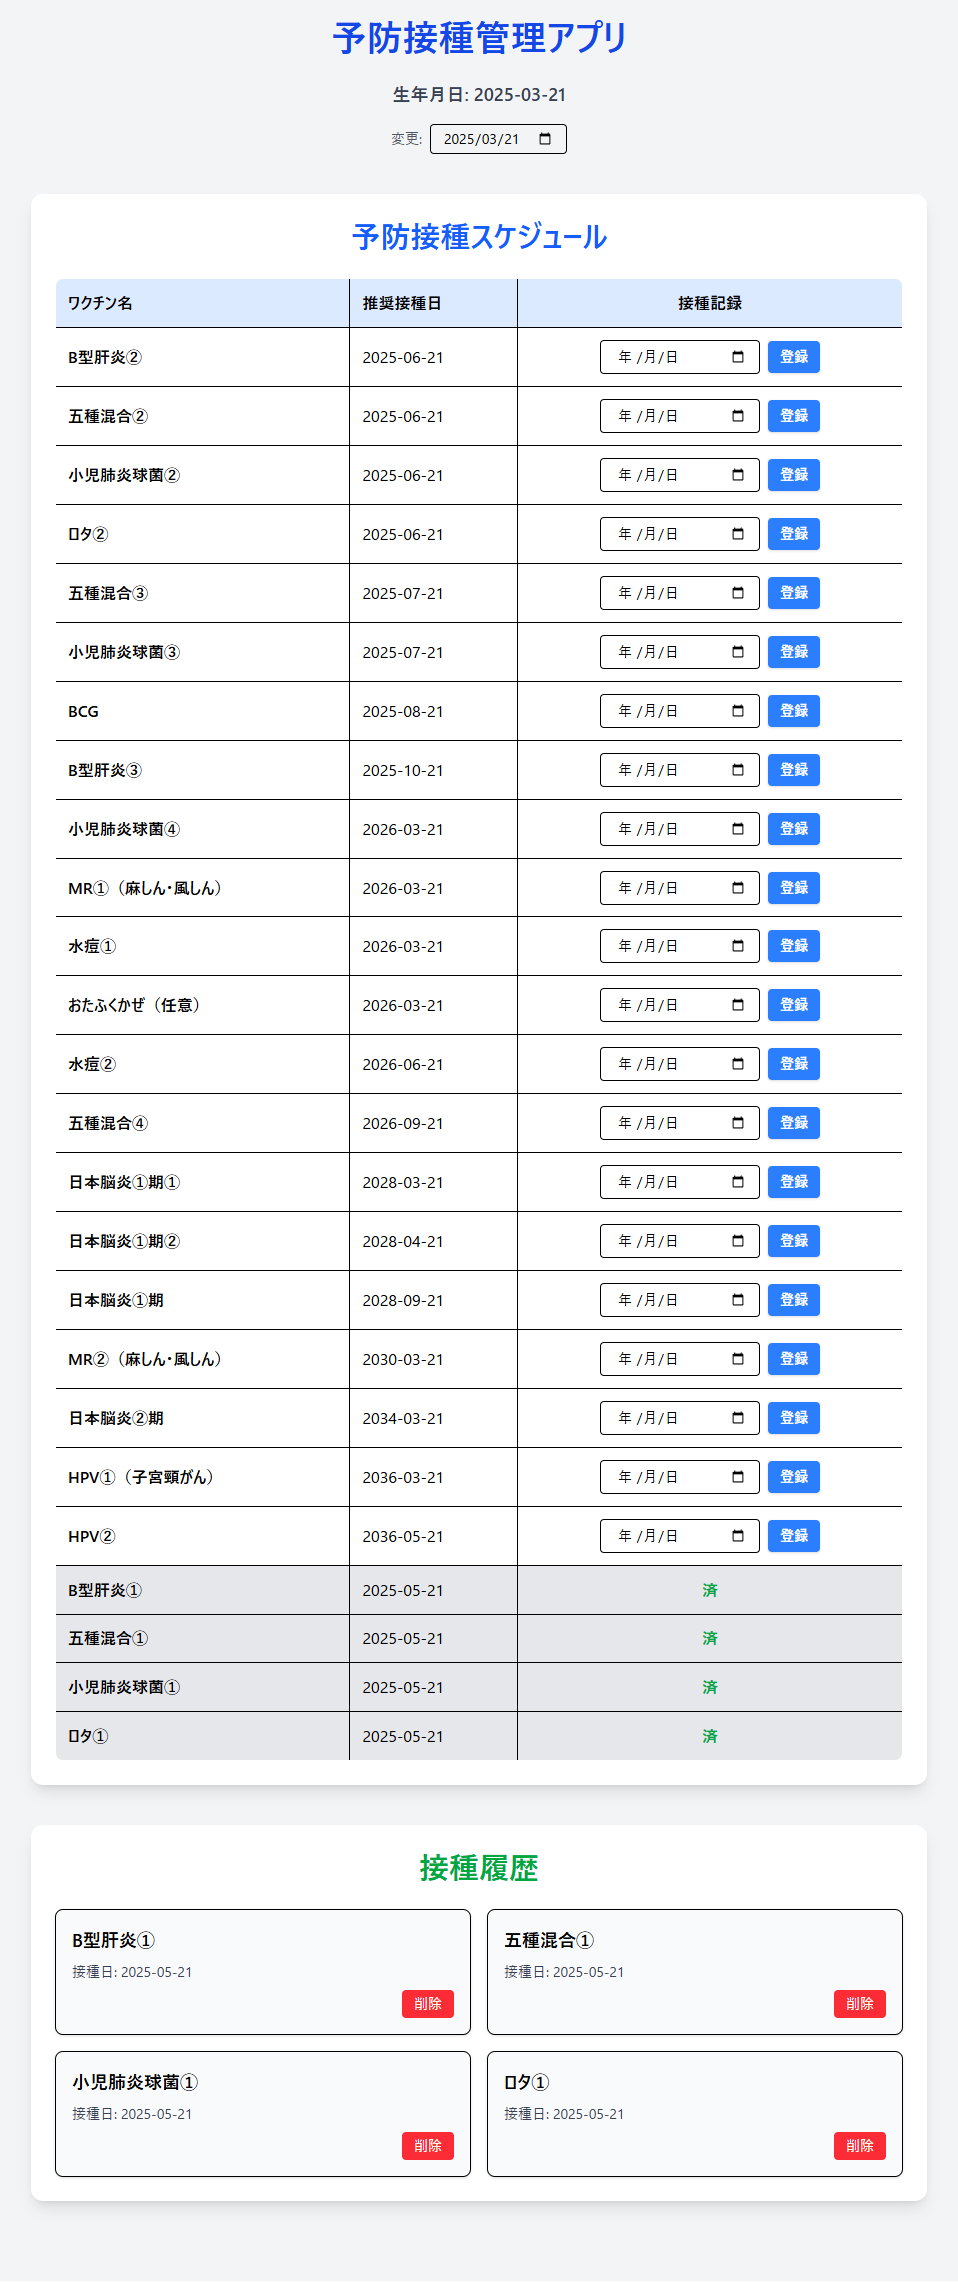 予防接種管理アプリ
生年月日: 2025-03-21
変更: 2025/03/21
予防接種スケジュール
ワクチン名 推奨接種日 接種記録
B型肝炎② 2025-06-21 年 /月/日 登録
五種混合② 2025-06-21 年 /月/日 登録
小児肺炎球菌② 2025-06-21 年 /月/日 登録
ロタ② 2025-06-21 年 /月/日 登録
五種混合③ 2025-07-21 年 /月/日 登録
小児肺炎球菌③ 2025-07-21 年 /月/日 登録
BCG 2025-08-21 年 /月/日 登録
B型肝炎③ 2025-10-21 年 /月/日 登録
小児肺炎球菌④ 2026-03-21 年 /月/日 登録
MR①（麻しん・風しん） 2026-03-21 年 /月/日 登録
水痘① 2026-03-21 年 /月/日 登録
おたふくかぜ（任意） 2026-03-21 年 /月/日 登録
水痘② 2026-06-21 年 /月/日 登録
五種混合④ 2026-09-21 年 /月/日 登録
日本脳炎①期① 2028-03-21 年 /月/日 登録
日本脳炎①期② 2028-04-21 年 /月/日 登録
日本脳炎①期 2028-09-21 年 /月/日 登録
MR②（麻しん・風しん） 2030-03-21 年 /月/日 登録
日本脳炎②期 2034-03-21 年 /月/日 登録
HPV①（子宮頸がん） 2036-03-21 年 /月/日 登録
HPV② 2036-05-21 年 /月/日 登録
B型肝炎① 2025-05-21 済
五種混合① 2025-05-21 済
小児肺炎球菌① 2025-05-21 済
ロタ① 2025-05-21 済
接種履歴
B型肝炎①
接種日: 2025-05-21
削除
五種混合①
接種日: 2025-05-21
削除
小児肺炎球菌①
接種日: 2025-05-21
削除
ロタ①
接種日: 2025-05-21
削除